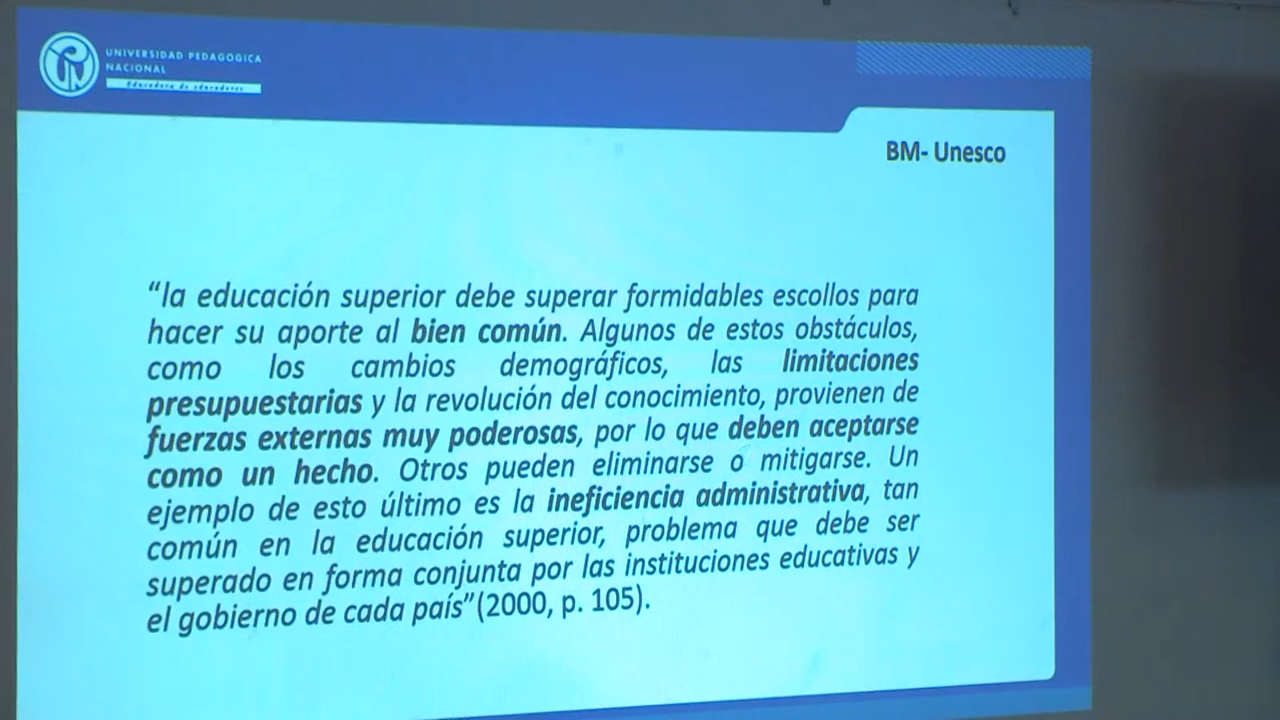 UNIVERSIDAD PEDAGOGICA
NACIONAL
Educadora de educadores
BM- Unesco
“la educación superior debe superar formidables escollos para
hacer su aporte al bien común. Algunos de estos obstáculos,
como los cambios demográficos, las limitaciones
presupuestarias y la revolución del conocimiento, provienen de
fuerzas externas muy poderosas, por lo que deben aceptarse
como un hecho. Otros pueden eliminarse o mitigarse. Un
ejemplo de esto último es la ineficiencia administrativa, tan
común en la educación superior, problema que debe ser
superado en forma conjunta por las instituciones educativas y
el gobierno de cada país”(2000, p. 105).